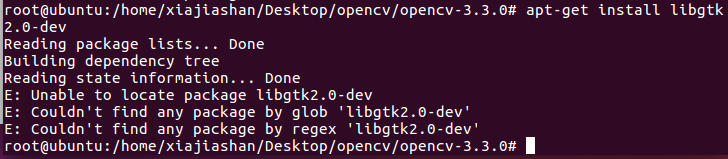 root@ubuntu:/home/xiajiashan/Desktop/opencv/opencv-3.3.0# apt-get install libgtk
2.0-dev
Reading package lists... Done
Building dependency tree
Reading state information... Done
E: Unable to locate package libgtk2.0-dev
E: Couldn't find any package by glob 'libgtk2.0-dev'
E: Couldn't find any package by regex 'libgtk2.0-dev'
root@ubuntu:/home/xiajiashan/Desktop/opencv/opencv-3.3.0#